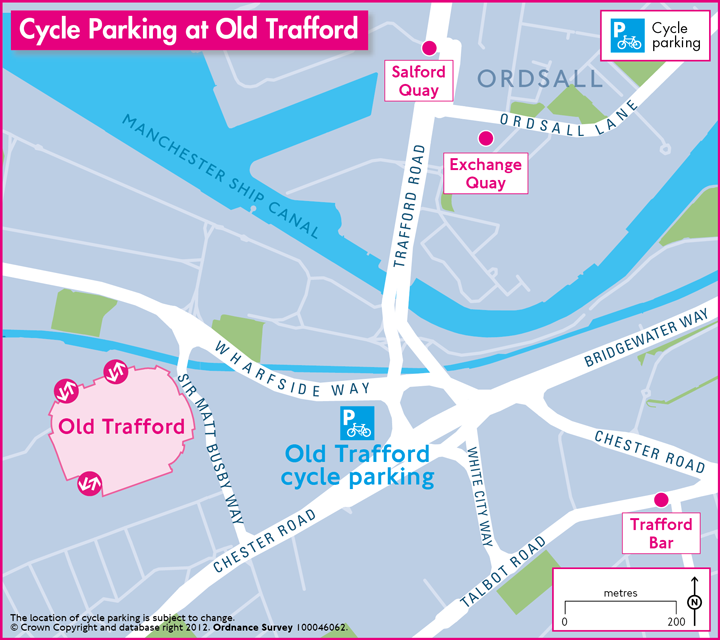 Cycle Parking at Old Trafford
P
Cycle
parking
Salford
Quay
ORDSALL
ORDSALL LANE
MANCHESTER SHIP CANAL
Exchange
Quay
TRAFFORD ROAD
BRIDGEWATER WAY
WHARFSIDE WAY
SIR MATT BUSBY WAY
Old Trafford
P
Old Trafford
cycle parking
CHESTER ROAD
WHITE CITY WAY
CHESTER ROAD
TALBOT ROAD
Trafford
Bar
metres
0
200
N
The location of cycle parking is subject to change.
© Crown Copyright and database right 2012. Ordnance Survey 100046062.